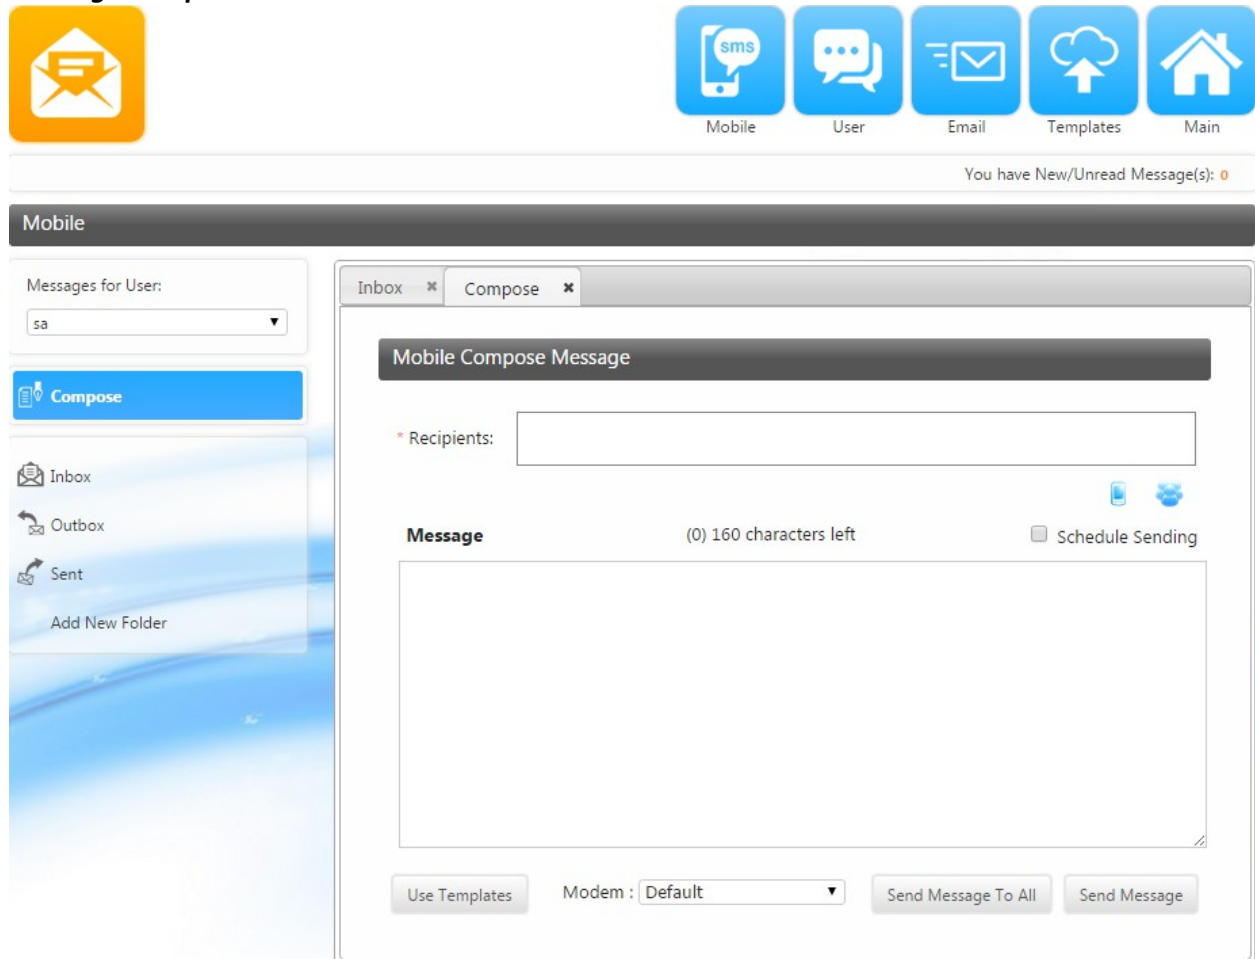 sms
Mobile User Email Templates Main
You have New/Unread Message(s): 0
Mobile
Messages for User:
sa
Compose
Inbox
Outbox
Sent
Add New Folder
Inbox Compose
Mobile Compose Message
* Recipients:
Message (0) 160 characters left Schedule Sending
Use Templates Modem : Default Send Message To All Send Message